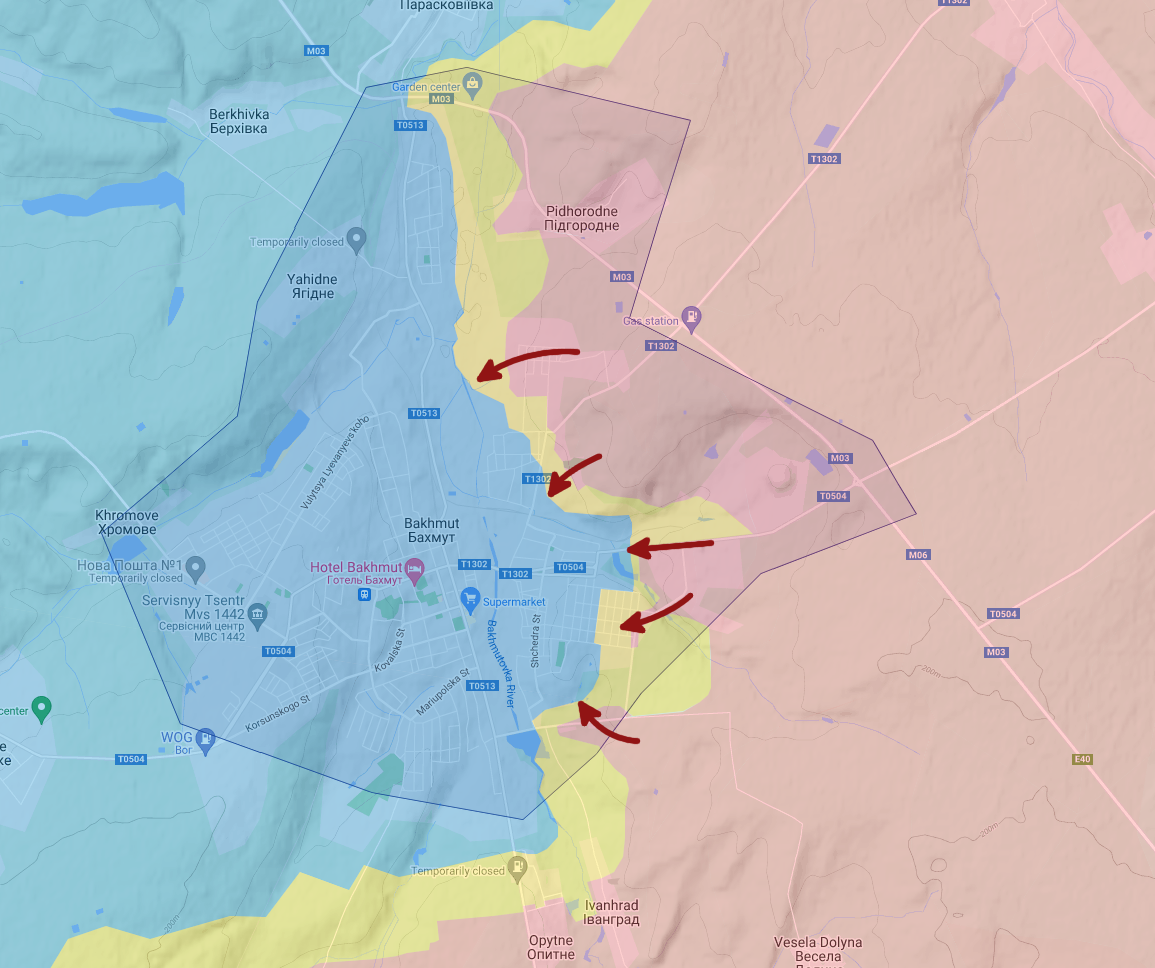 Парасковіївка
T1302
M03
Garden center
M03
Berkhivka
Берхівка
T0513
T1302
Pidhorodne
Підгородне
Temporarily closed
M03
Yahidne
Ягідне
Gas station
T1302
T0513
Vulytsya Lyevanyevs'koho
M03
T1302
T0504
Khromove
Хромове
Bakhmut
Бахмут
M06
Нова Пошта №1
Temporarily closed
Hotel Bakhmut
Готель Бахмут
T1302
T1302
T0504
Servisnyy Tsentr
Mvs 1442
Сервісний центр
МВС 1442
Supermarket
T0504
Bakhmutovka River
Shchedra St
Kovalska St
T0504
M03
-200m
Mariupolska St
T0513
Korsunskogo St
center
WOG
Bor
T0504
E40
-200m
Temporarily closed
-200m
Ivanhrad
Іванград
Opytne
Опитне
Vesela Dolyna
Весела